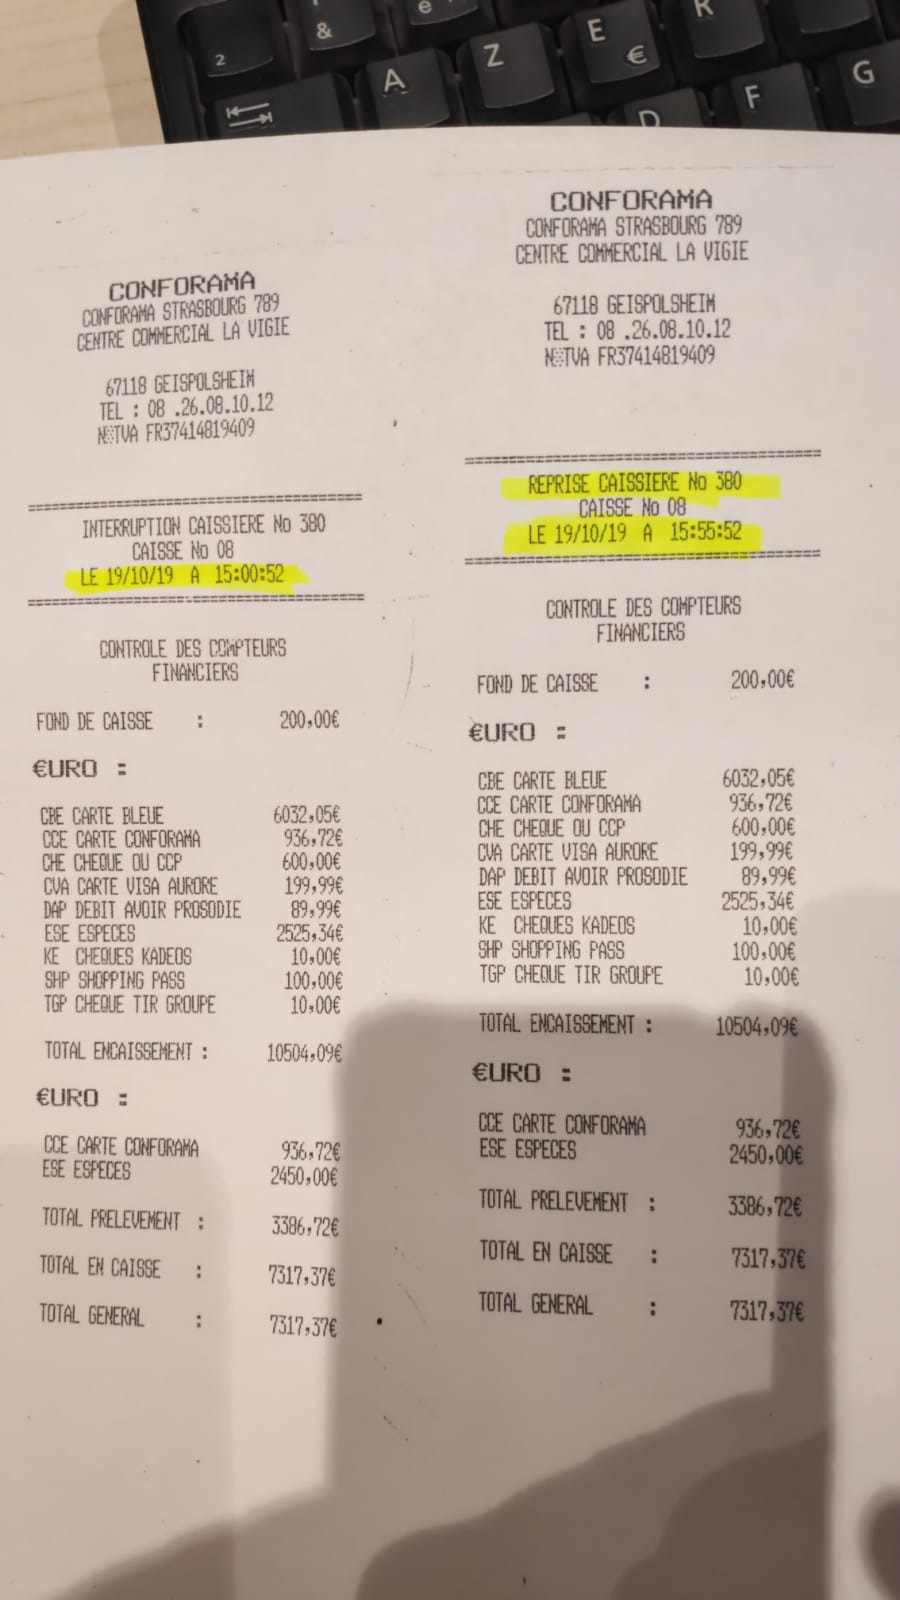 2
&
é
A
Z
E
€
R
D
F
G
CONFORAMA
CONFORAMA STRASBOURG 789
CENTRE COMMERCIAL LA VIGIE
67118 GEISPOLSHEIM
TEL : 08 .26.08.10.12
N░TVA FR37414819409
========================================
INTERRUPTION CAISSIERE No 380
CAISSE No 08
LE 19/10/19 A 15:00:52
========================================
CONTROLE DES COMPTEURS
FINANCIERS
FOND DE CAISSE : 200,00€
€URO :
CBE CARTE BLEUE 6032,05€
CCE CARTE CONFORAMA 936,72€
CHE CHEQUE OU CCP 600,00€
CVA CARTE VISA AURORE 199,99€
DAP DEBIT AVOIR PROSODIE 89,99€
ESE ESPECES 2525,34€
KE CHEQUES KADEOS 10,00€
SHP SHOPPING PASS 100,00€
TGP CHEQUE TIR GROUPE 10,00€
TOTAL ENCAISSEMENT : 10504,09€
€URO :
CCE CARTE CONFORAMA 936,72€
ESE ESPECES 2450,00€
TOTAL PRELEVEMENT : 3386,72€
TOTAL EN CAISSE : 7317,37€
TOTAL GENERAL : 7317,37€
CONFORAMA
CONFORAMA STRASBOURG 789
CENTRE COMMERCIAL LA VIGIE
67118 GEISPOLSHEIM
TEL : 08 .26.08.10.12
N░TVA FR37414819409
========================================
REPRISE CAISSIERE No 380
CAISSE No 08
LE 19/10/19 A 15:55:52
========================================
CONTROLE DES COMPTEURS
FINANCIERS
FOND DE CAISSE : 200,00€
€URO :
CBE CARTE BLEUE 6032,05€
CCE CARTE CONFORAMA 936,72€
CHE CHEQUE OU CCP 600,00€
CVA CARTE VISA AURORE 199,99€
DAP DEBIT AVOIR PROSODIE 89,99€
ESE ESPECES 2525,34€
KE CHEQUES KADEOS 10,00€
SHP SHOPPING PASS 100,00€
TGP CHEQUE TIR GROUPE 10,00€
TOTAL ENCAISSEMENT : 10504,09€
€URO :
CCE CARTE CONFORAMA 936,72€
ESE ESPECES 2450,00€
TOTAL PRELEVEMENT : 3386,72€
TOTAL EN CAISSE : 7317,37€
TOTAL GENERAL : 7317,37€